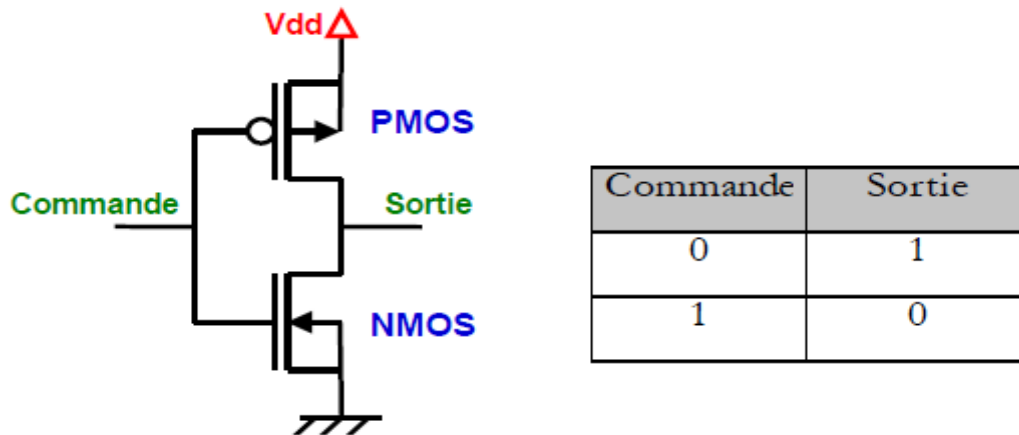 Vdd
PMOS
Commande
Sortie
NMOS
Commande Sortie
0 1
1 0